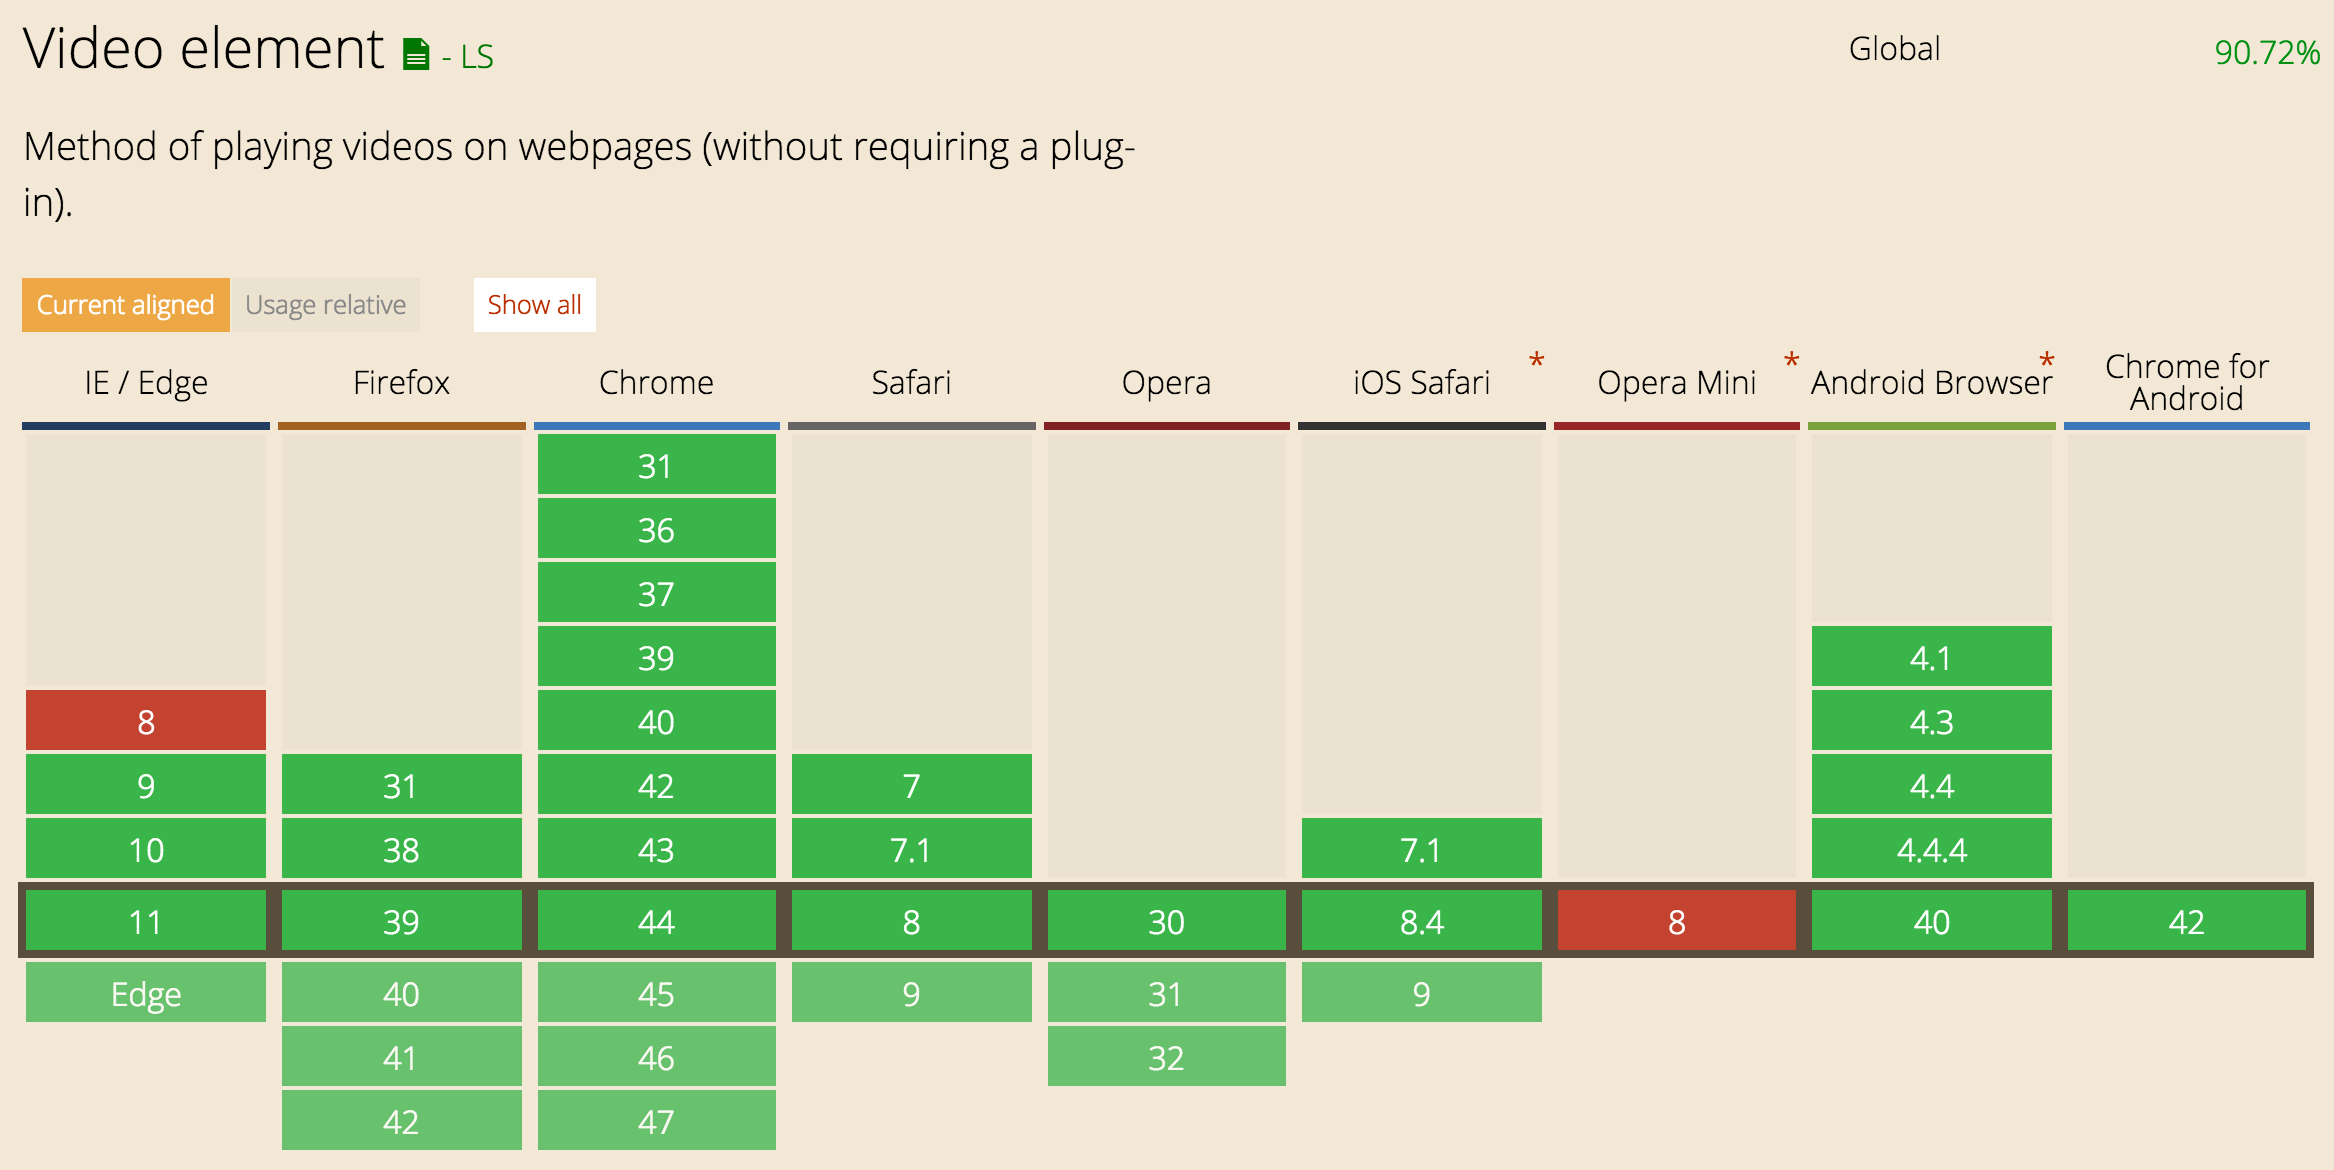 Video element - LS
Global 90.72%
Method of playing videos on webpages (without requiring a plug-
in).
Current aligned Usage relative Show all
IE / Edge Firefox Chrome Safari Opera iOS Safari * Opera Mini * Android Browser * Chrome for
Android
31
36
37
39 4.1
8 40 4.3
9 31 42 7 4.4
10 38 43 7.1 7.1 4.4.4
11 39 44 8 30 8.4 8 40 42
Edge 40 45 9 31 9
41 46 32
42 47